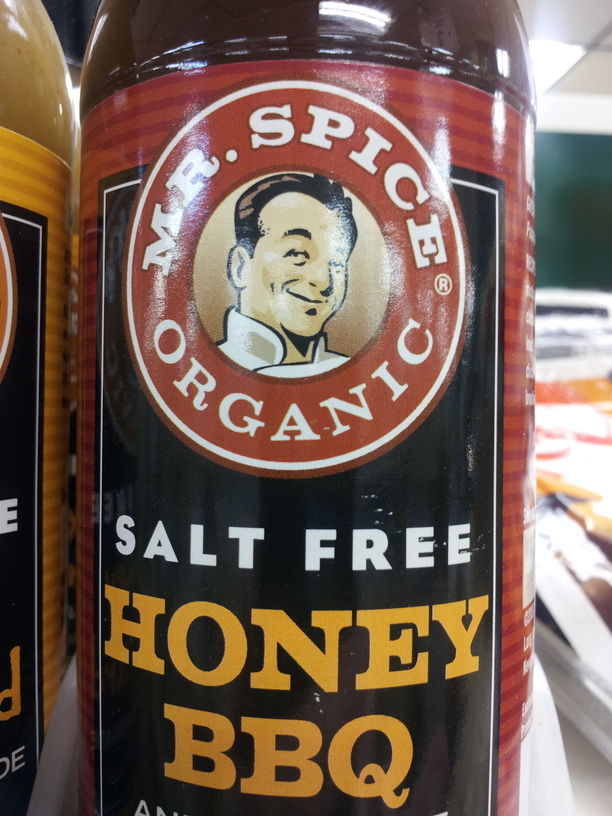 MR. SPICE®
ORGANIC
SALT FREE
HONEY
BBQ